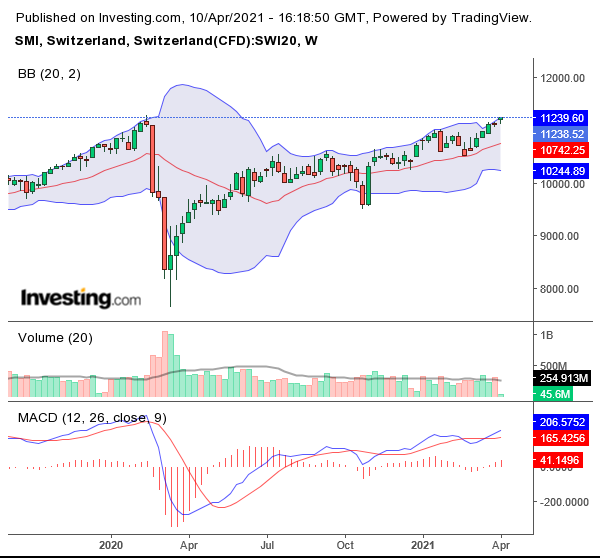 Published on Investing.com, 10/Apr/2021 - 16:18:50 GMT, Powered by TradingView.
SMI, Switzerland, Switzerland(CFD):SWI20, W
BB (20, 2)
12000.00
11239.60
11238.52
10742.25
10244.89
10000.00
9000.00
8000.00
Investing.com
Volume (20)
1B
500M
254.913M
45.6M
MACD (12, 26, close, 9)
206.5752
165.4256
41.1496
0.0000
-200.0000
2020 Apr Jul Oct 2021 Apr